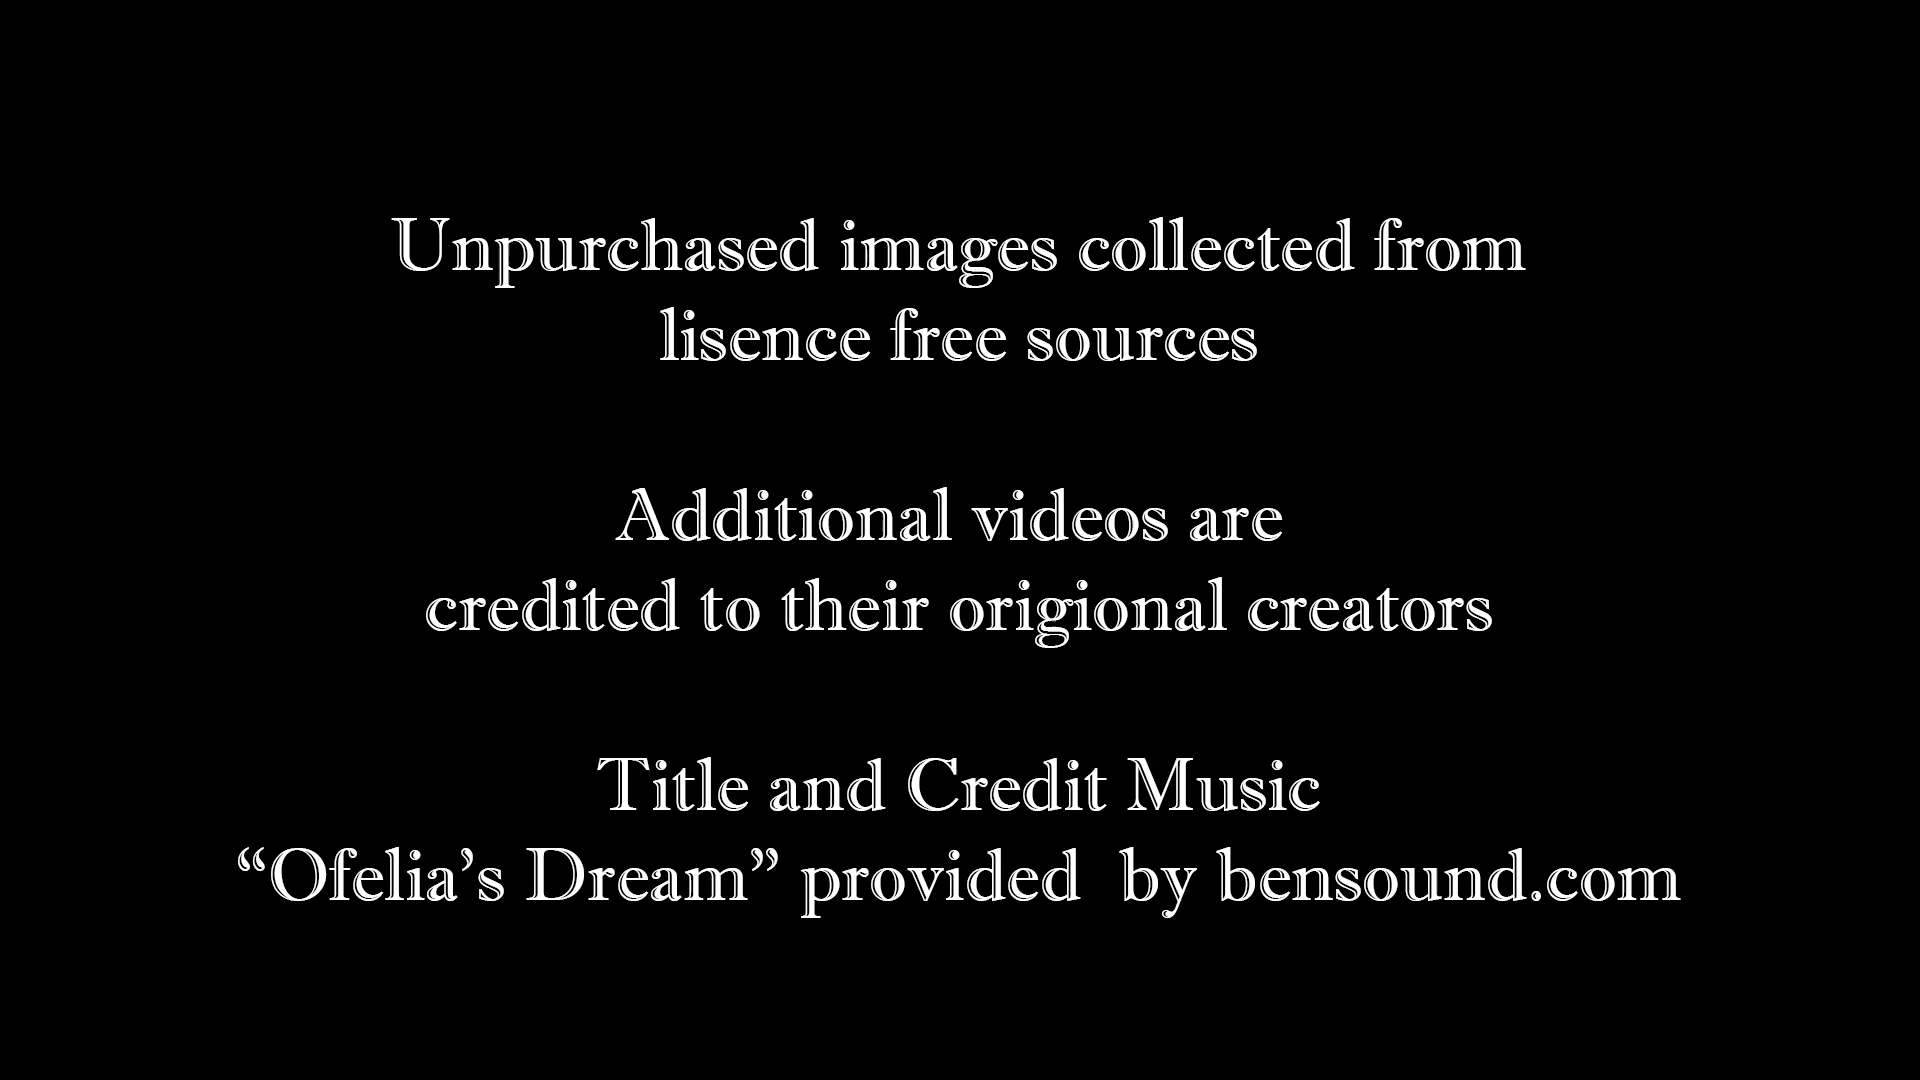 Unpurchased images collected from
lisence free sources
Additional videos are
credited to their origional creators
Title and Credit Music
“Ofelia’s Dream” provided  by bensound.com